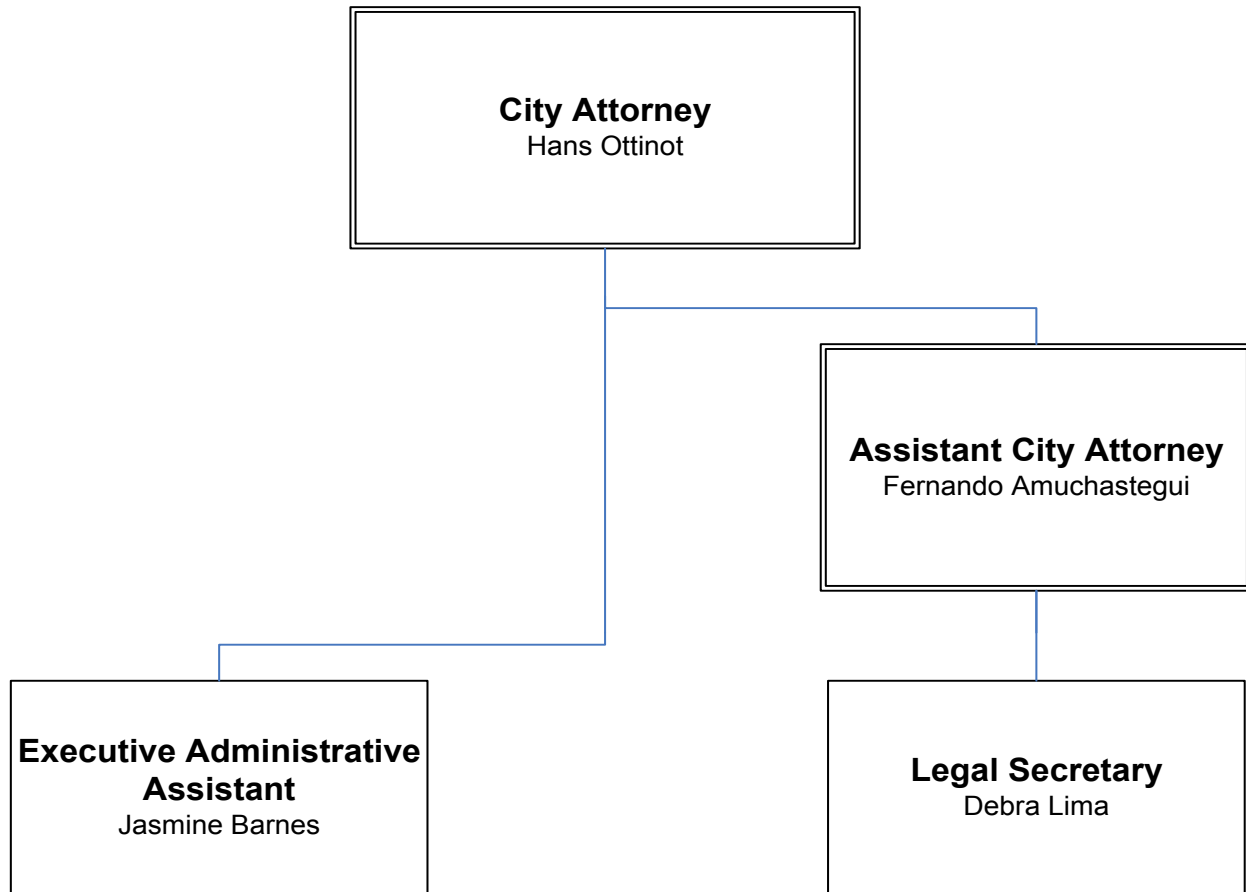 City Attorney
Hans Ottinot
Assistant City Attorney
Fernando Amuchastegui
Executive Administrative
Assistant
Jasmine Barnes
Legal Secretary
Debra Lima